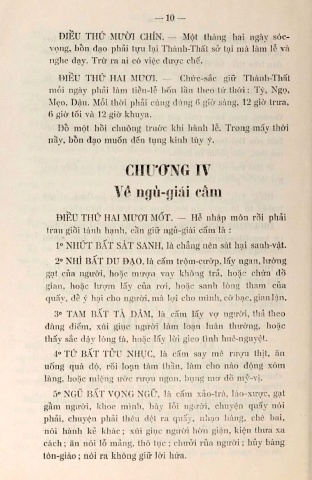 — 10 —
ĐIỀU THỨ MƯỜI CHÍN. — Một tháng hai ngày sóc-
vọng, bồn đạo phải tựu lại Thánh-Thất sở tại mà làm lễ và
nghe dạy. Trừ ra ai có việc được chế.
ĐIỀU THỨ HAI MƯƠI. — Chức-sắc giữ Thánh-Thất
mỗi ngày phải làm tiểu-lễ bốn lần theo tứ thời : Tý, Ngọ,
Mẹo, Dậu. Mỗi thời phải cúng đúng 6 giờ sáng, 12 giờ trưa,
6 giờ tối và 12 giờ khuya.
Đổ một hồi chuông trước khi hành lễ. Trong mấy thời
nầy, bồn đạo muốn đến tụng kinh tùy ý.
CHƯƠNG IV
Về ngũ-giái cấm
ĐIỀU THỨ HAI MƯƠI MỐT. — Hễ nhập môn rồi phải
trau giồi tánh hạnh, cần giữ ngũ-giái cấm là :
1º NHỨT BẤT SÁT SANH, là chẳng nên sát hại sanh-vật.
2º NHÌ BẤT DU ĐẠO, là cấm trộm-cướp, lấy ngan, lường
gạt của người, hoặc mượn vay không trả, hoặc chứa đồ
gian, hoặc lượm lấy của rơi, hoặc sanh lòng tham của
quấy, để ý hại cho người, mà lợi cho mình, cờ bạc, gian lận.
3º TAM BẤT TÀ DÂM, là cấm lấy vợ người, thả theo
đàng điếm, xúi giục người làm loạn luân thường, hoặc
thấy sắc dậy lòng tà, hoặc lấy lời gieo tình huê-nguyệt.
4º TỨ BẤT TỬU NHỤC, là cấm say mê rượu thịt, ăn
uống quá độ, rối loạn tâm thần, làm cho náo động xóm
làng, hoặc miệng ước rượu ngon, bụng mơ đồ mỹ-vị.
5º NGŨ BẤT VỌNG NGỮ, là cấm xảo-trá, láo-xược, gạt
gẫm người, khoe mình, bày lỗi người, chuyện quấy nói
phải, chuyện phải thêu dệt ra quấy, nhạo báng, chê bai,
nói hành kẻ khác ; xúi giục người hờn giận, kiện thưa xa
cách ; ăn nói lỗ mãng, thô tục ; chưởi rủa người ; hủy báng
tôn-giáo ; nói ra không giữ lời hứa.